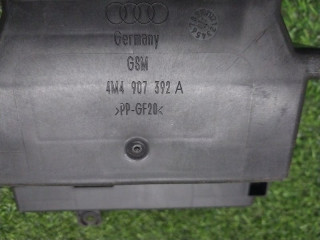 Germany
GSM
4M4 907 392 A
>PP-GF20<